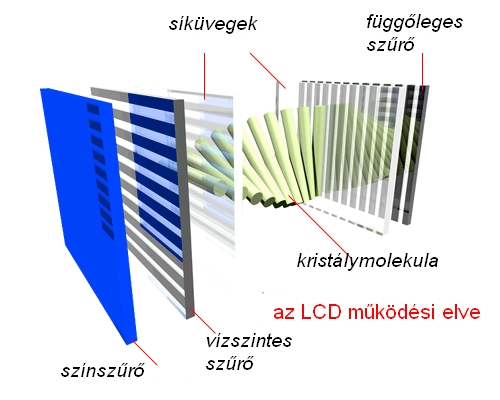 síküvegek
függőleges
szűrő
kristálymolekula
az LCD működési elve
vízszintes
szűrő
színszűrő